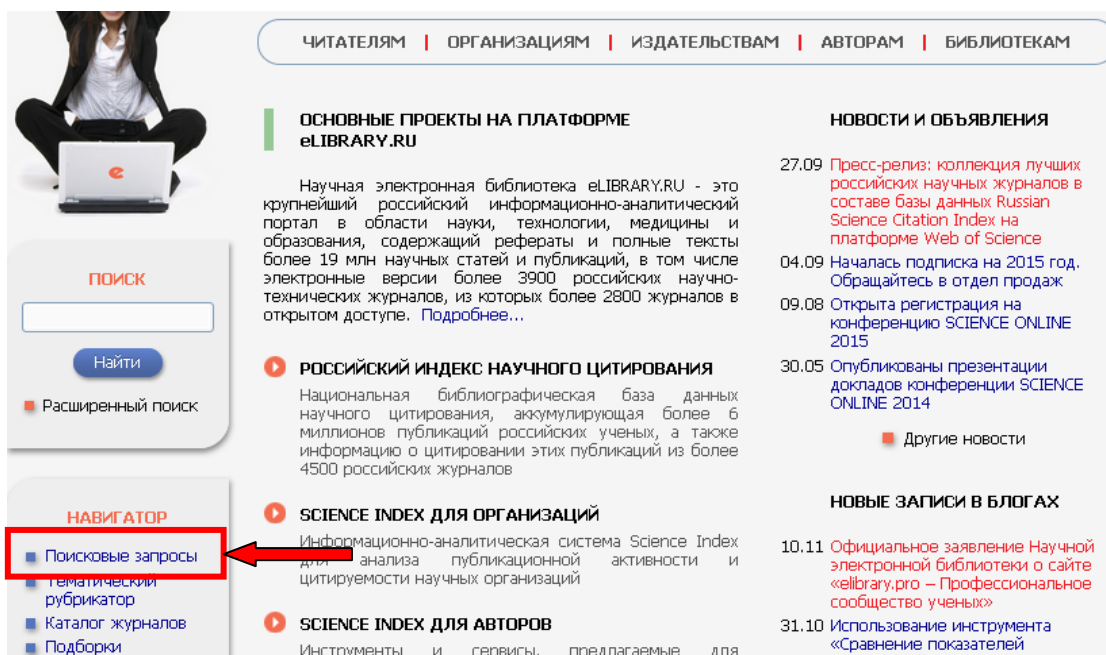 ЧИТАТЕЛЯМ | ОРГАНИЗАЦИЯМ | ИЗДАТЕЛЬСТВАМ | АВТОРАМ | БИБЛИОТЕКАМ
e
ПОИСК
Найти
Расширенный поиск
НАВИГАТОР
Поисковые запросы
Тематический
рубрикатор
Каталог журналов
Подборки
ОСНОВНЫЕ ПРОЕКТЫ НА ПЛАТФОРМЕ
eLIBRARY.RU
Научная электронная библиотека eLIBRARY.RU - это
крупнейший российский информационно-аналитический
портал в области науки, технологии, медицины и
образования, содержащий рефераты и полные тексты
более 19 млн научных статей и публикаций, в том числе
электронные версии более 3900 российских научно-
технических журналов, из которых более 2800 журналов в
открытом доступе. Подробнее...
РОССИЙСКИЙ ИНДЕКС НАУЧНОГО ЦИТИРОВАНИЯ
Национальная библиографическая база данных
научного цитирования, аккумулирующая более 6
миллионов публикаций российских ученых, а также
информацию о цитировании этих публикаций из более
4500 российских журналов
SCIENCE INDEX ДЛЯ ОРГАНИЗАЦИЙ
Информационно-аналитическая система Science Index
для анализа публикационной активности и
цитируемости научных организаций
SCIENCE INDEX ДЛЯ АВТОРОВ
Инструменты и сервисы, предлагаемые для
НОВОСТИ И ОБЪЯВЛЕНИЯ
27.09 Пресс-релиз: коллекция лучших
российских научных журналов в
составе базы данных Russian
Science Citation Index на
платформе Web of Science
04.09 Началась подписка на 2015 год.
Обращайтесь в отдел продаж
09.08 Открыта регистрация на
конференцию SCIENCE ONLINE
2015
30.05 Опубликованы презентации
докладов конференции SCIENCE
ONLINE 2014
Другие новости
НОВЫЕ ЗАПИСИ В БЛОГАХ
10.11 Официальное заявление Научной
электронной библиотеки о сайте
«elibrary.pro – Профессиональное
сообщество ученых»
31.10 Использование инструмента
«Сравнение показателей